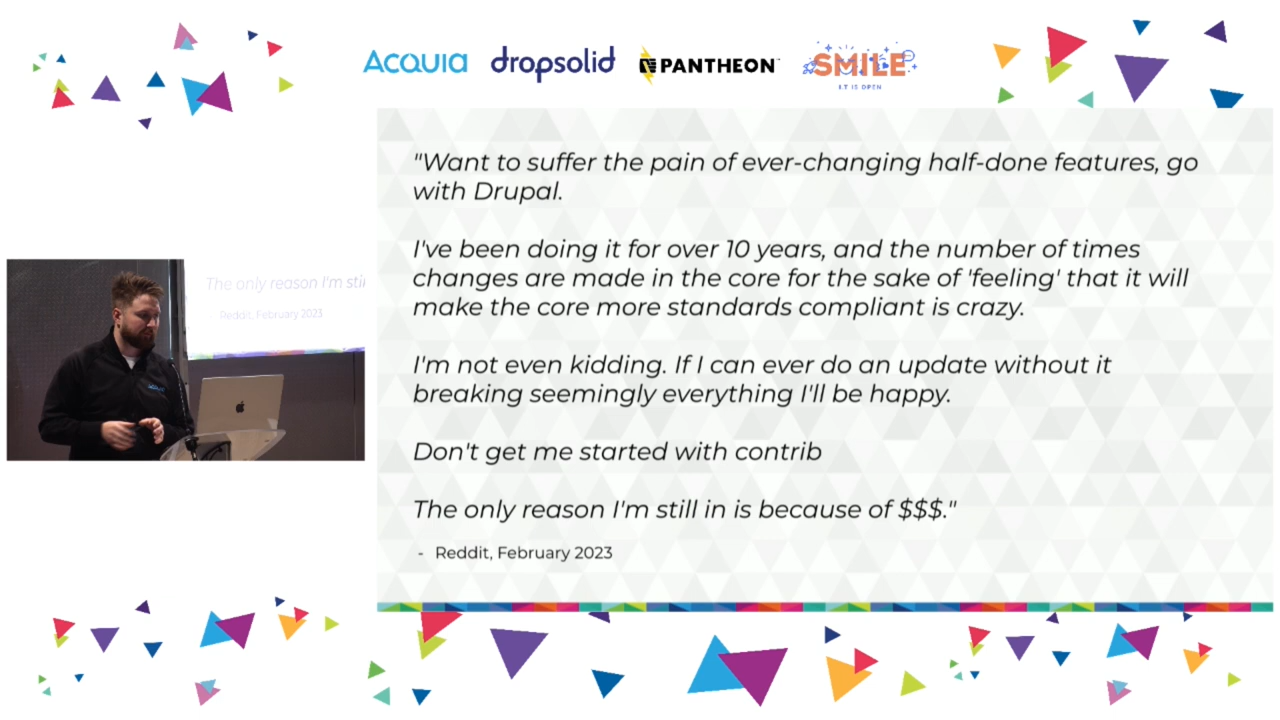 ACQUIA dropsolid PANTHEON SMILE
I.T IS OPEN
"Want to suffer the pain of ever-changing half-done features, go
with Drupal.
I've been doing it for over 10 years, and the number of times
changes are made in the core for the sake of 'feeling' that it will
make the core more standards compliant is crazy.
I'm not even kidding. If I can ever do an update without it
breaking seemingly everything I'll be happy.
Don't get me started with contrib
The only reason I'm still in is because of $$$."
- Reddit, February 2023
The only reason I'm sti
Reddit, February 2023
ACQUIA